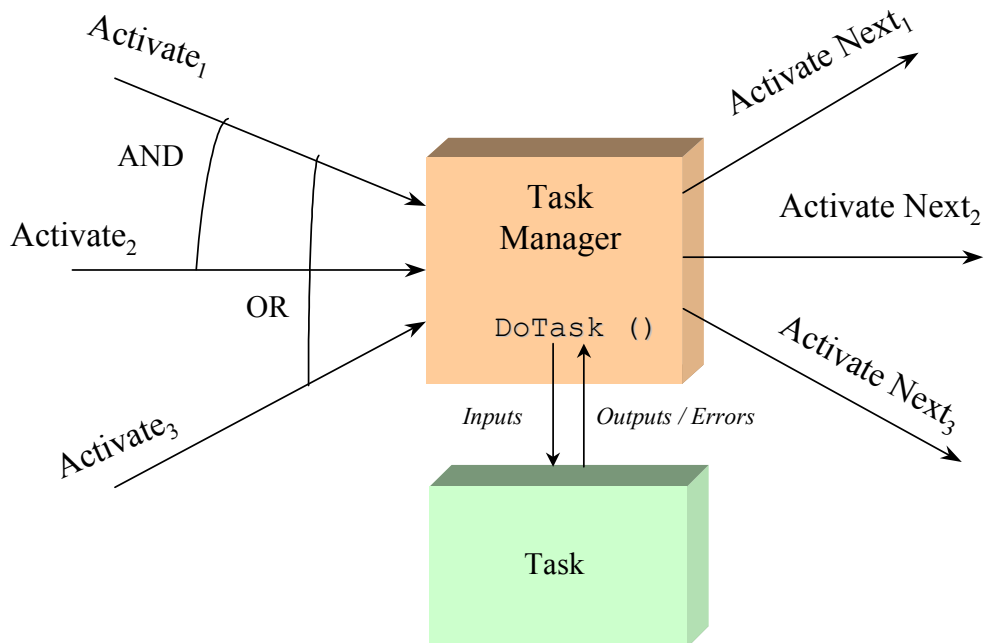 Activate₁
AND
Activate₂
OR
Activate₃
Task
Manager
DoTask ()
Inputs
Outputs / Errors
Task
Activate Next₁
Activate Next₂
Activate Next₃